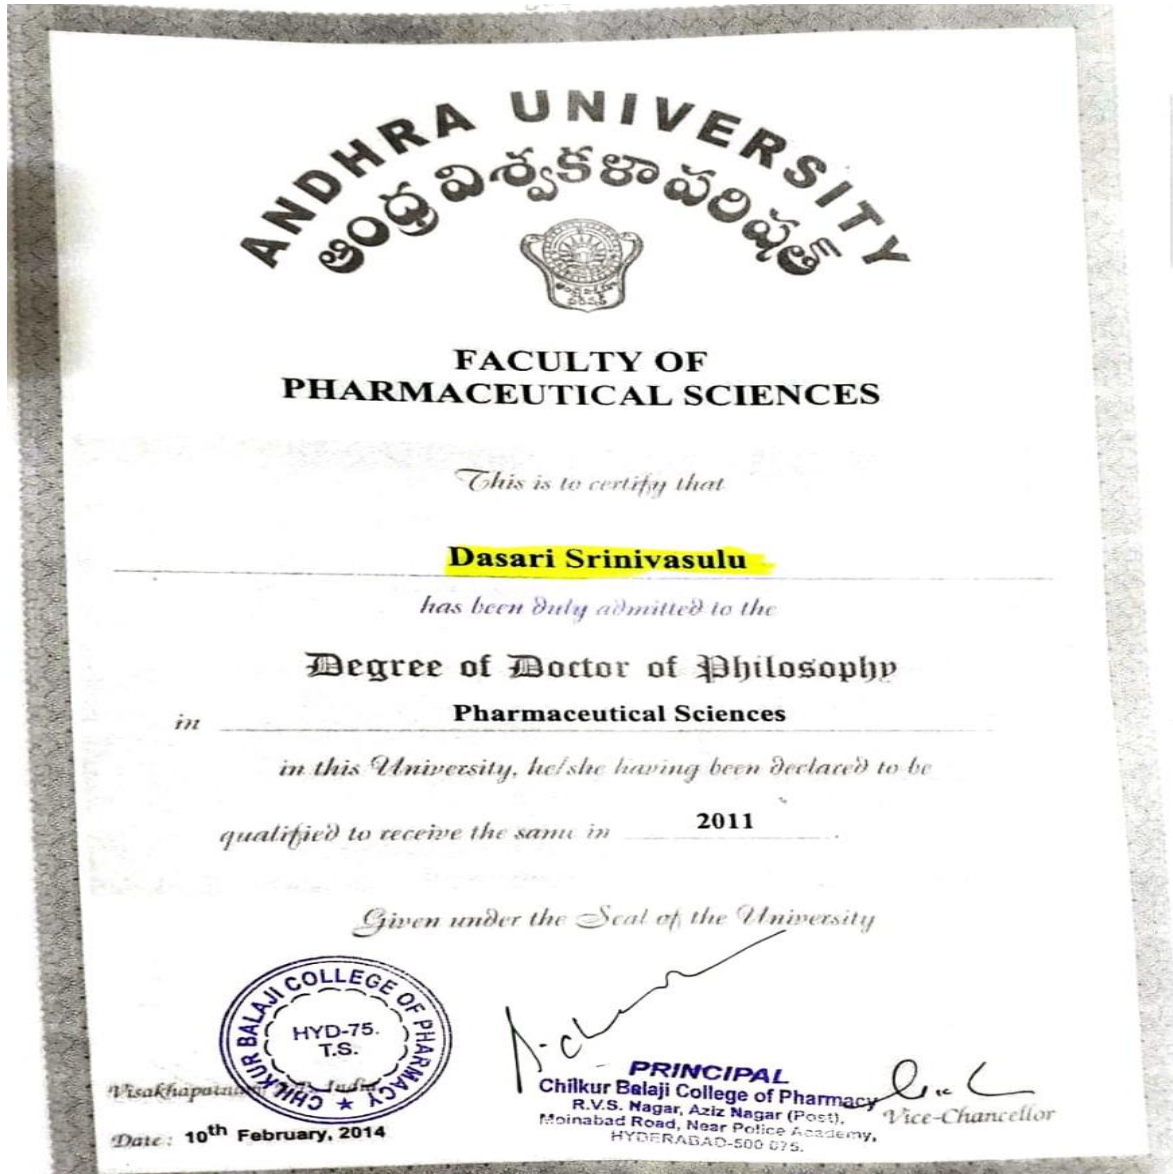 ANDHRA UNIVERSITY
ఆంధ్ర విశ్వకళా పరిషత్
FACULTY OF
PHARMACEUTICAL SCIENCES
This is to certify that
Dasari Srinivasulu
has been duly admitted to the
Degree of Doctor of Philosophy
in Pharmaceutical Sciences
in this University, he/she having been declared to be
qualified to receive the same in 2011
Given under the Seal of the University
CHILKUR BALAJI COLLEGE OF PHARMACY
HYD-75.
T.S.
PRINCIPAL
Chilkur Balaji College of Pharmacy
R.V.S. Nagar, Aziz Nagar (Post),
Moinabad Road, Near Police Academy,
HYDERABAD-500 075.
Visakhapatnam India
Vice-Chancellor
Date : 10th February, 2014